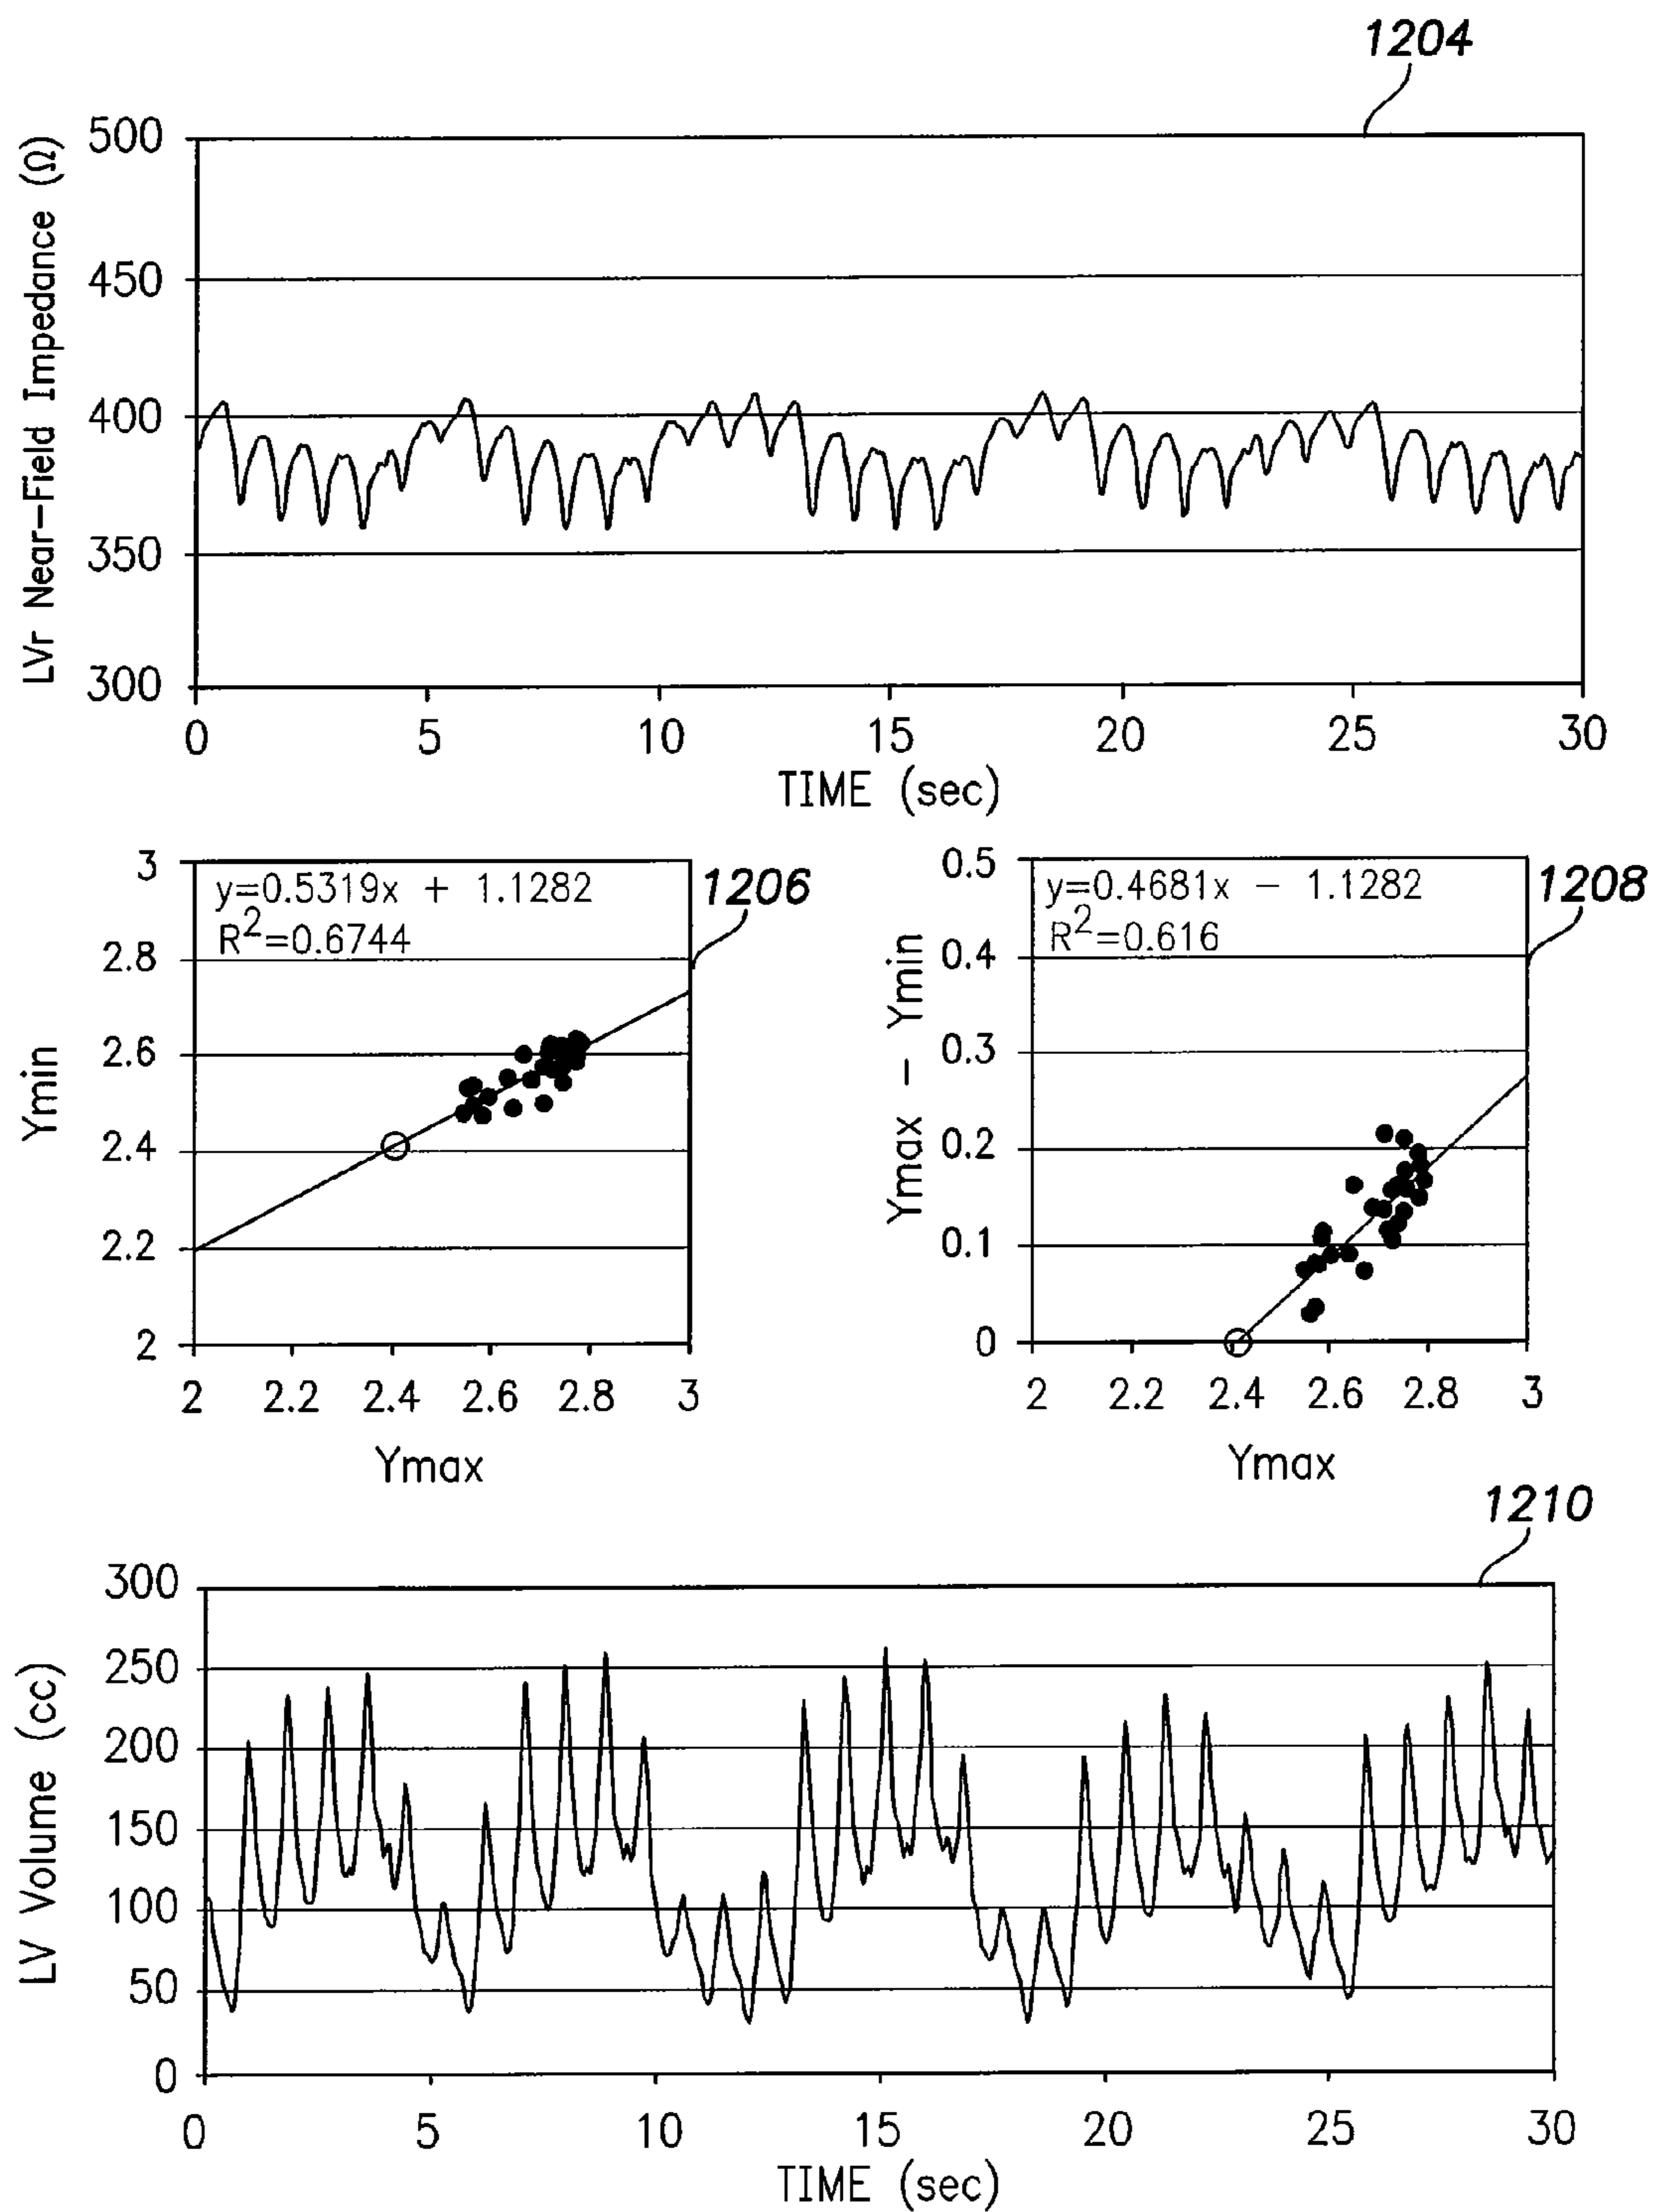 1204
LVr Near-Field Impedance (Ω)
500
450
400
350
300
0 5 10 15 20 25 30
TIME (sec)
1206
y=0.5319x + 1.1282
R²=0.6744
Ymin
3
2.8
2.6
2.4
2.2
2
2 2.2 2.4 2.6 2.8 3
Ymax
1208
y=0.4681x - 1.1282
R²=0.616
Ymax - Ymin
0.5
0.4
0.3
0.2
0.1
0
2 2.2 2.4 2.6 2.8 3
Ymax
1210
LV Volume (cc)
300
250
200
150
100
50
0
0 5 10 15 20 25 30
TIME (sec)